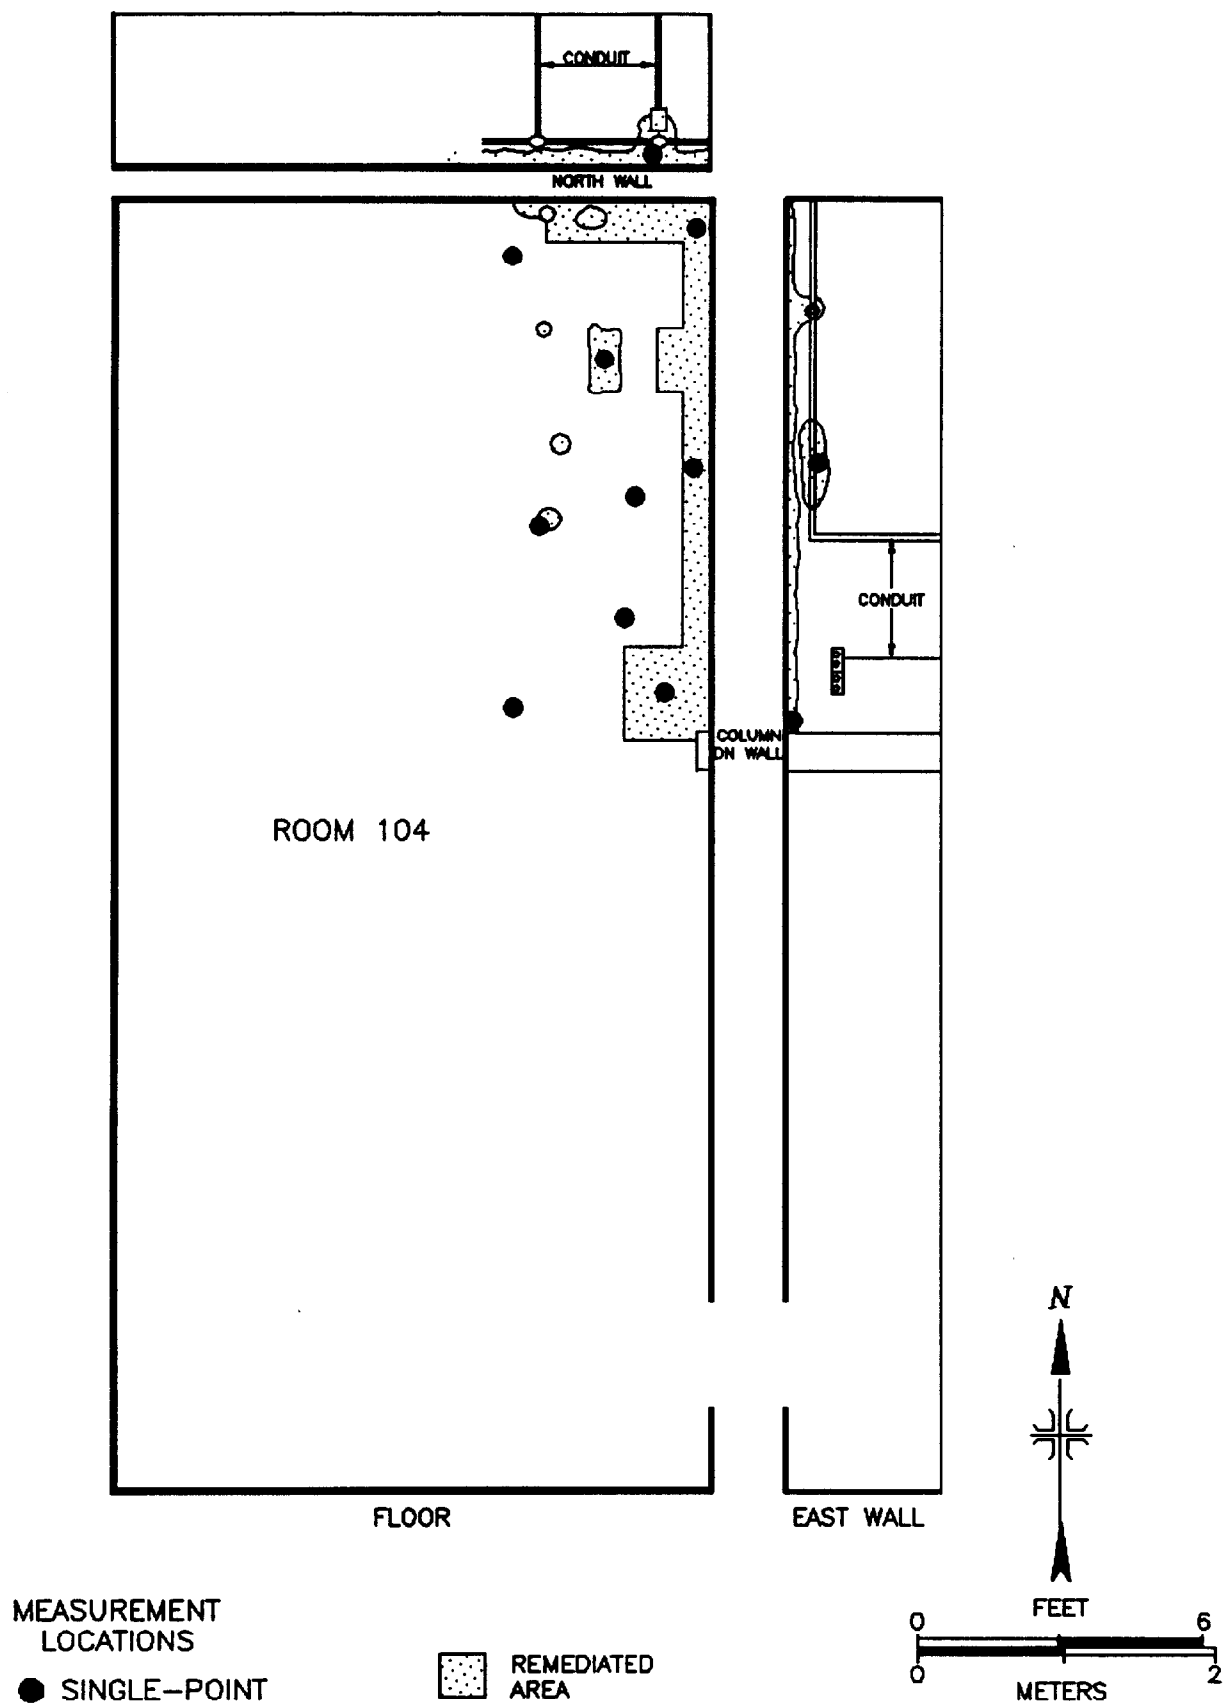 CONDUIT
NORTH WALL
CONDUIT
COLUMN
ON WALL
ROOM 104
FLOOR
EAST WALL
N
MEASUREMENT
LOCATIONS
SINGLE-POINT
REMEDIATED
AREA
FEET
0 6
0 2
METERS